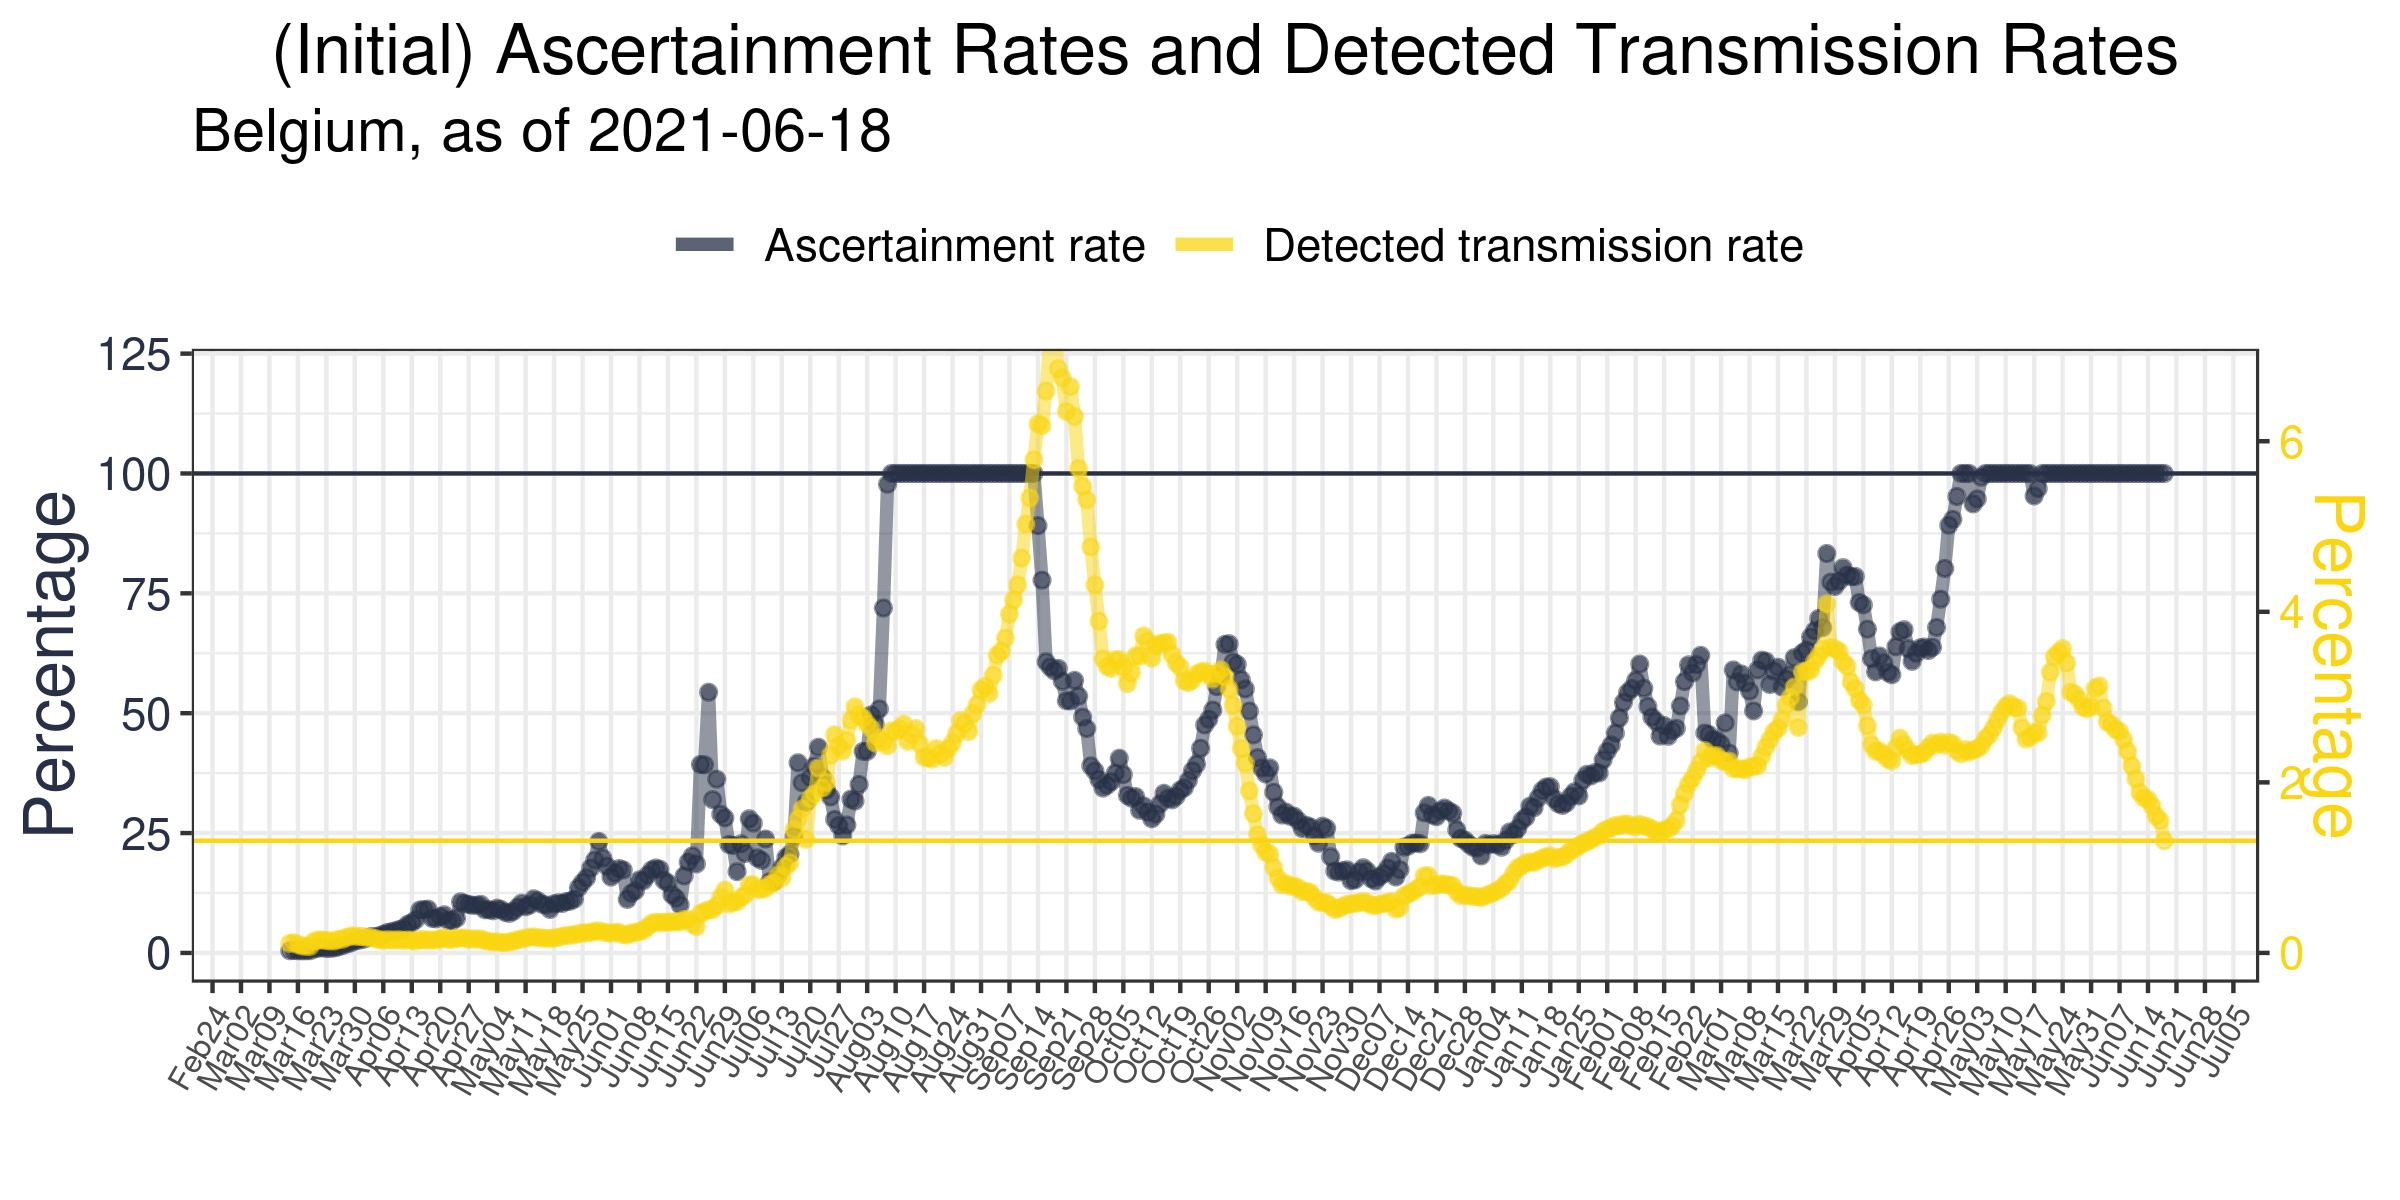 (Initial) Ascertainment Rates and Detected Transmission Rates
Belgium, as of 2021-06-18
Ascertainment rate
Detected transmission rate
Percentage
125
100
75
50
25
0
6
4
2
0
Percentage
Feb24
Mar02
Mar09
Mar16
Mar23
Mar30
Apr06
Apr13
Apr20
Apr27
May04
May11
May18
May25
Jun01
Jun08
Jun15
Jun22
Jun29
Jul06
Jul13
Jul20
Jul27
Aug03
Aug10
Aug17
Aug24
Aug31
Sep07
Sep14
Sep21
Sep28
Oct05
Oct12
Oct19
Oct26
Nov02
Nov09
Nov16
Nov23
Nov30
Dec07
Dec14
Dec21
Dec28
Jan04
Jan11
Jan18
Jan25
Feb01
Feb08
Feb15
Feb22
Mar01
Mar08
Mar15
Mar22
Mar29
Apr05
Apr12
Apr19
Apr26
May03
May10
May17
May24
May31
Jun07
Jun14
Jun21
Jun28
Jul05